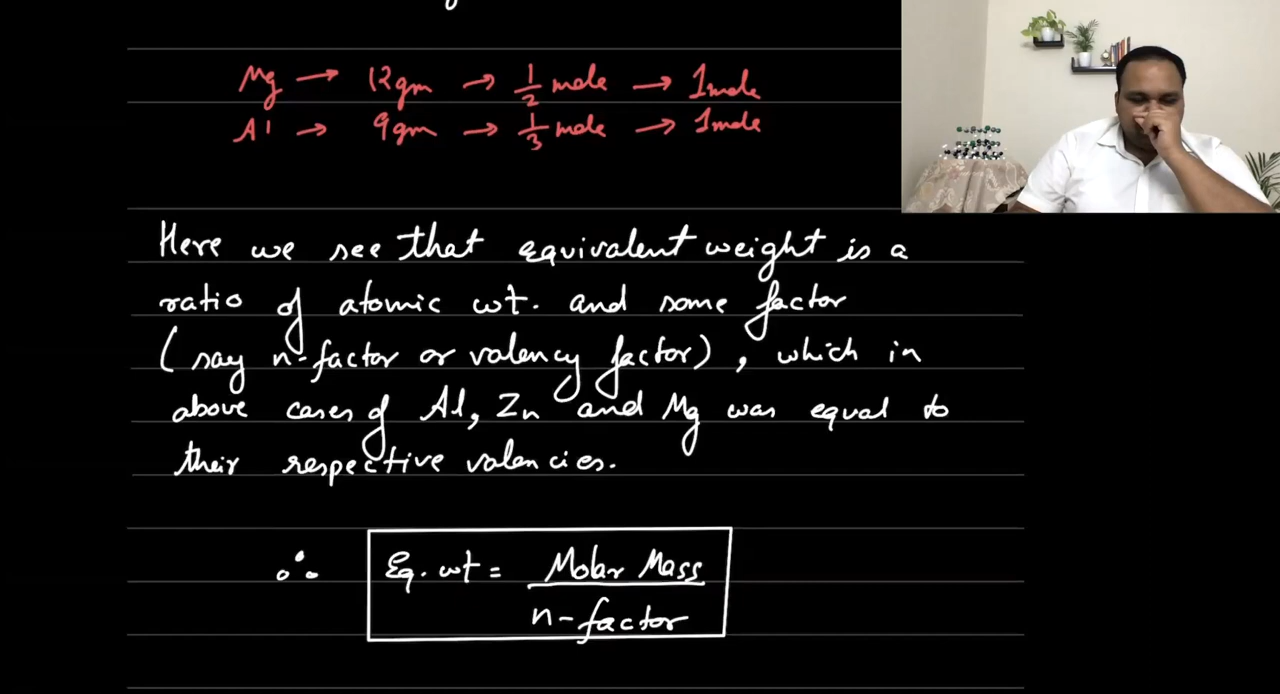 Mg → 12gm → 1/2 mole → 1mole
Al → 9gm → 1/3 mole → 1mole
Here we see that equivalent weight is a
ratio of atomic wt. and some factor
(say n-factor or valency factor), which in
above cases of Al, Zn and Mg was equal to
their respective valencies.
∴ Eq. wt = Molar Mass
n-factor